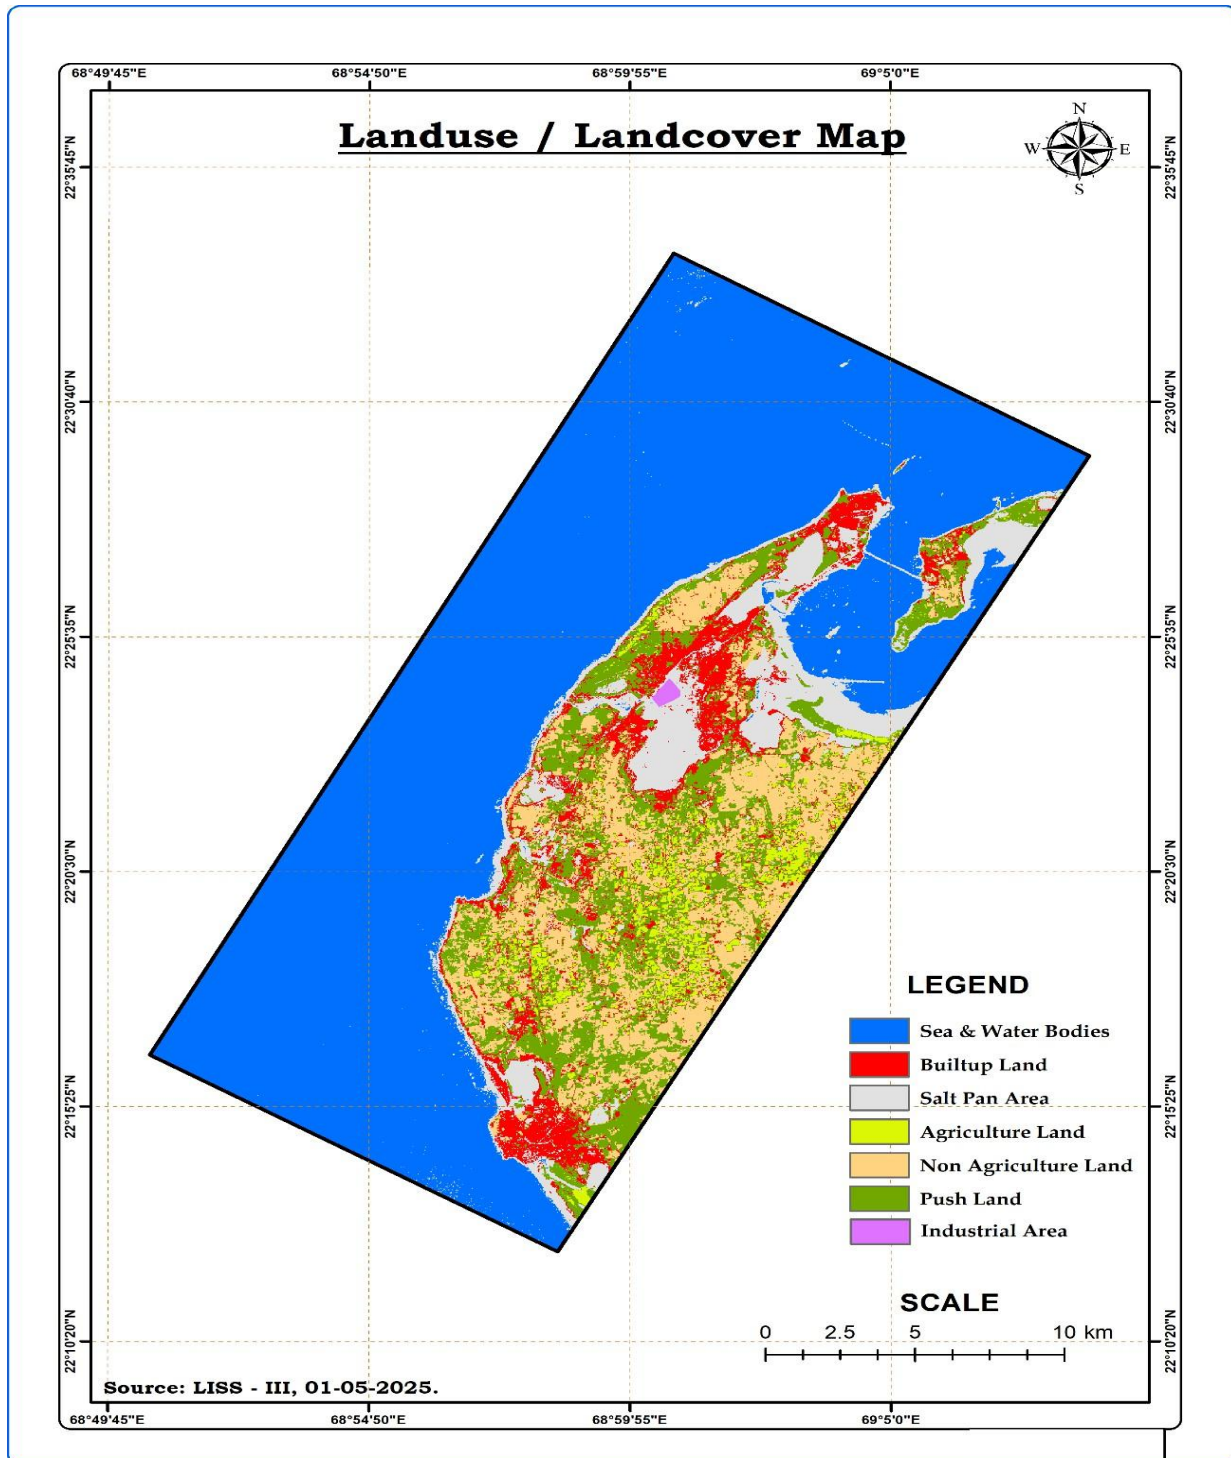 68°49'45"E 68°54'50"E 68°59'55"E 69°5'0"E
Landuse / Landcover Map
N
W E
S
22°35'45"N 22°35'45"N
22°30'40"N 22°30'40"N
22°25'35"N 22°25'35"N
22°20'30"N 22°20'30"N
LEGEND
Sea & Water Bodies
Builtup Land
Salt Pan Area
22°15'25"N 22°15'25"N
Agriculture Land
Non Agriculture Land
Push Land
Industrial Area
SCALE
0 2.5 5 10 km
22°10'20"N 22°10'20"N
Source: LISS - III, 01-05-2025.
68°49'45"E 68°54'50"E 68°59'55"E 69°5'0"E